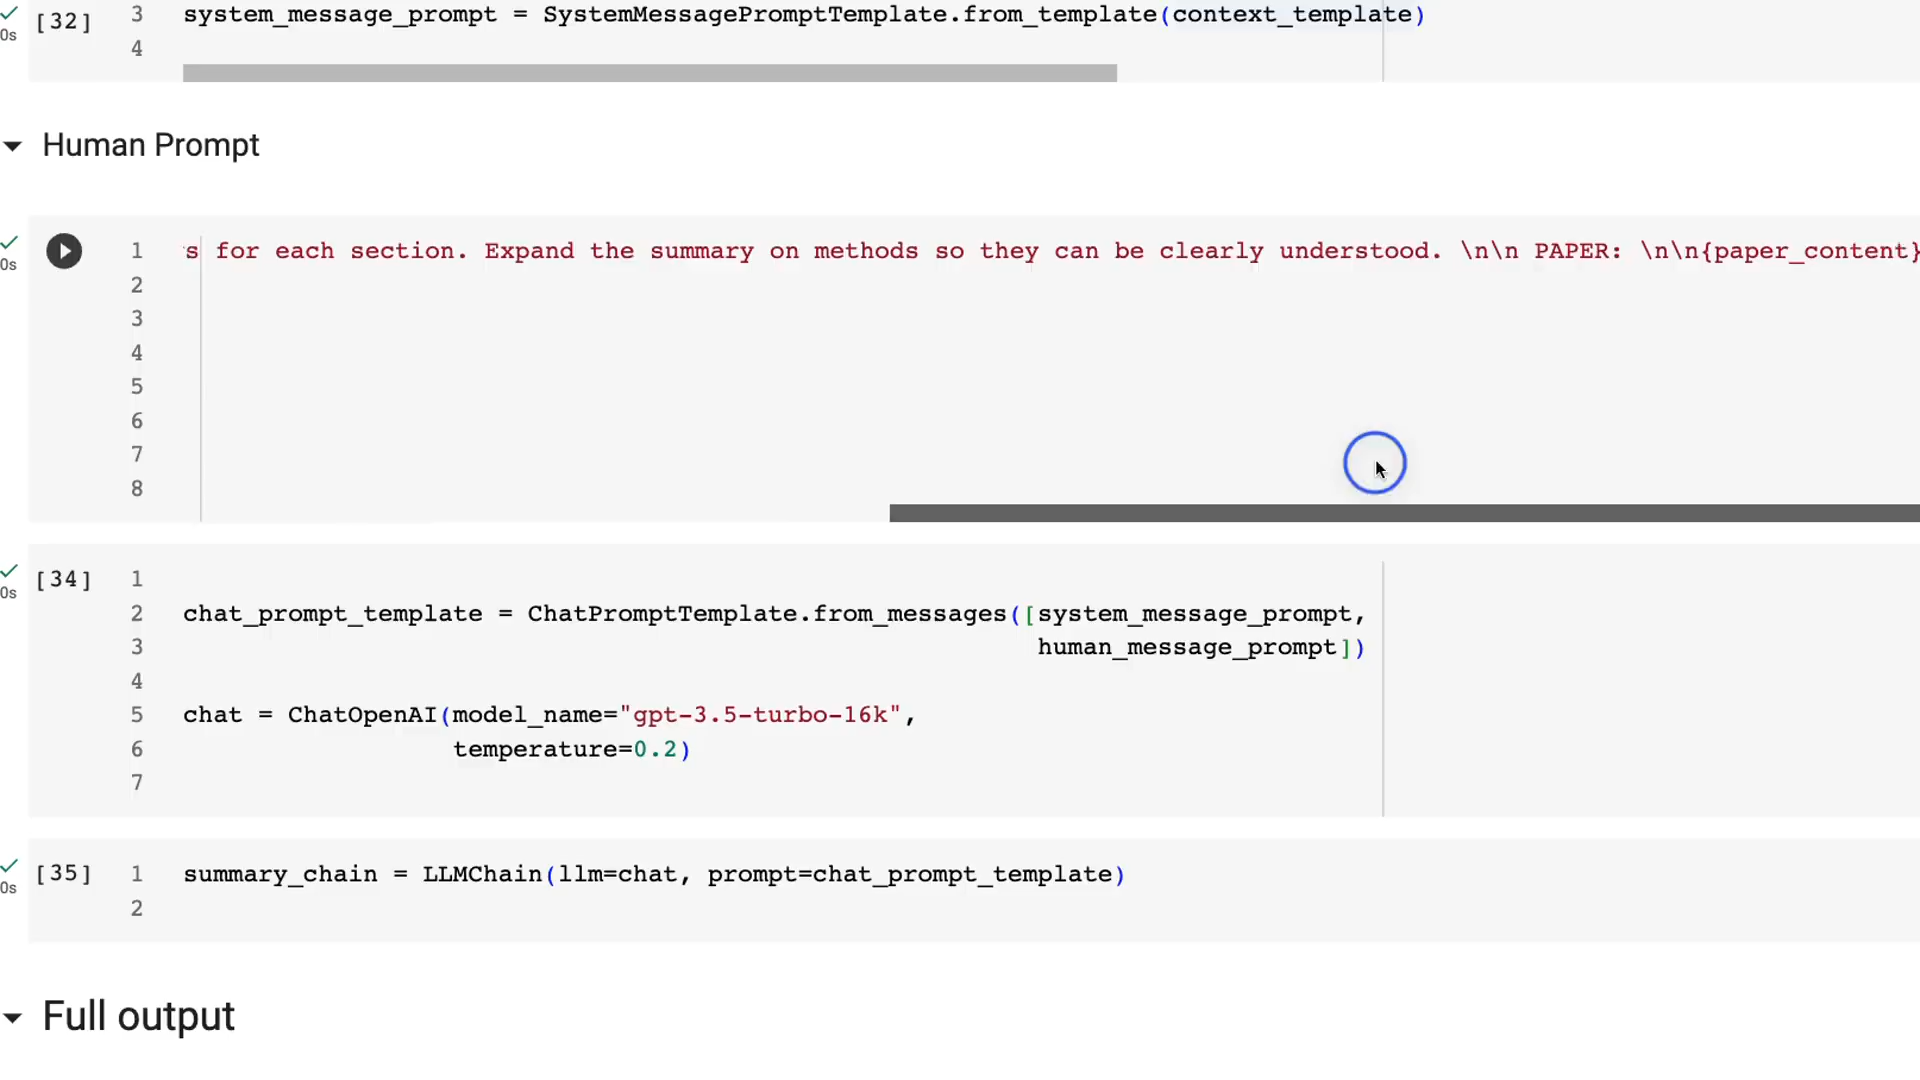 [32]
0s
3 system_message_prompt = SystemMessagePromptTemplate.from_template(context_template)
4
Human Prompt
0s
1 s for each section. Expand the summary on methods so they can be clearly understood. \n\n PAPER: \n\n{paper_content}
2
3
4
5
6
7
8
[34]
0s
1
2 chat_prompt_template = ChatPromptTemplate.from_messages([system_message_prompt,
3 human_message_prompt])
4
5 chat = ChatOpenAI(model_name="gpt-3.5-turbo-16k",
6 temperature=0.2)
7
[35]
0s
1 summary_chain = LLMChain(llm=chat, prompt=chat_prompt_template)
2
Full output